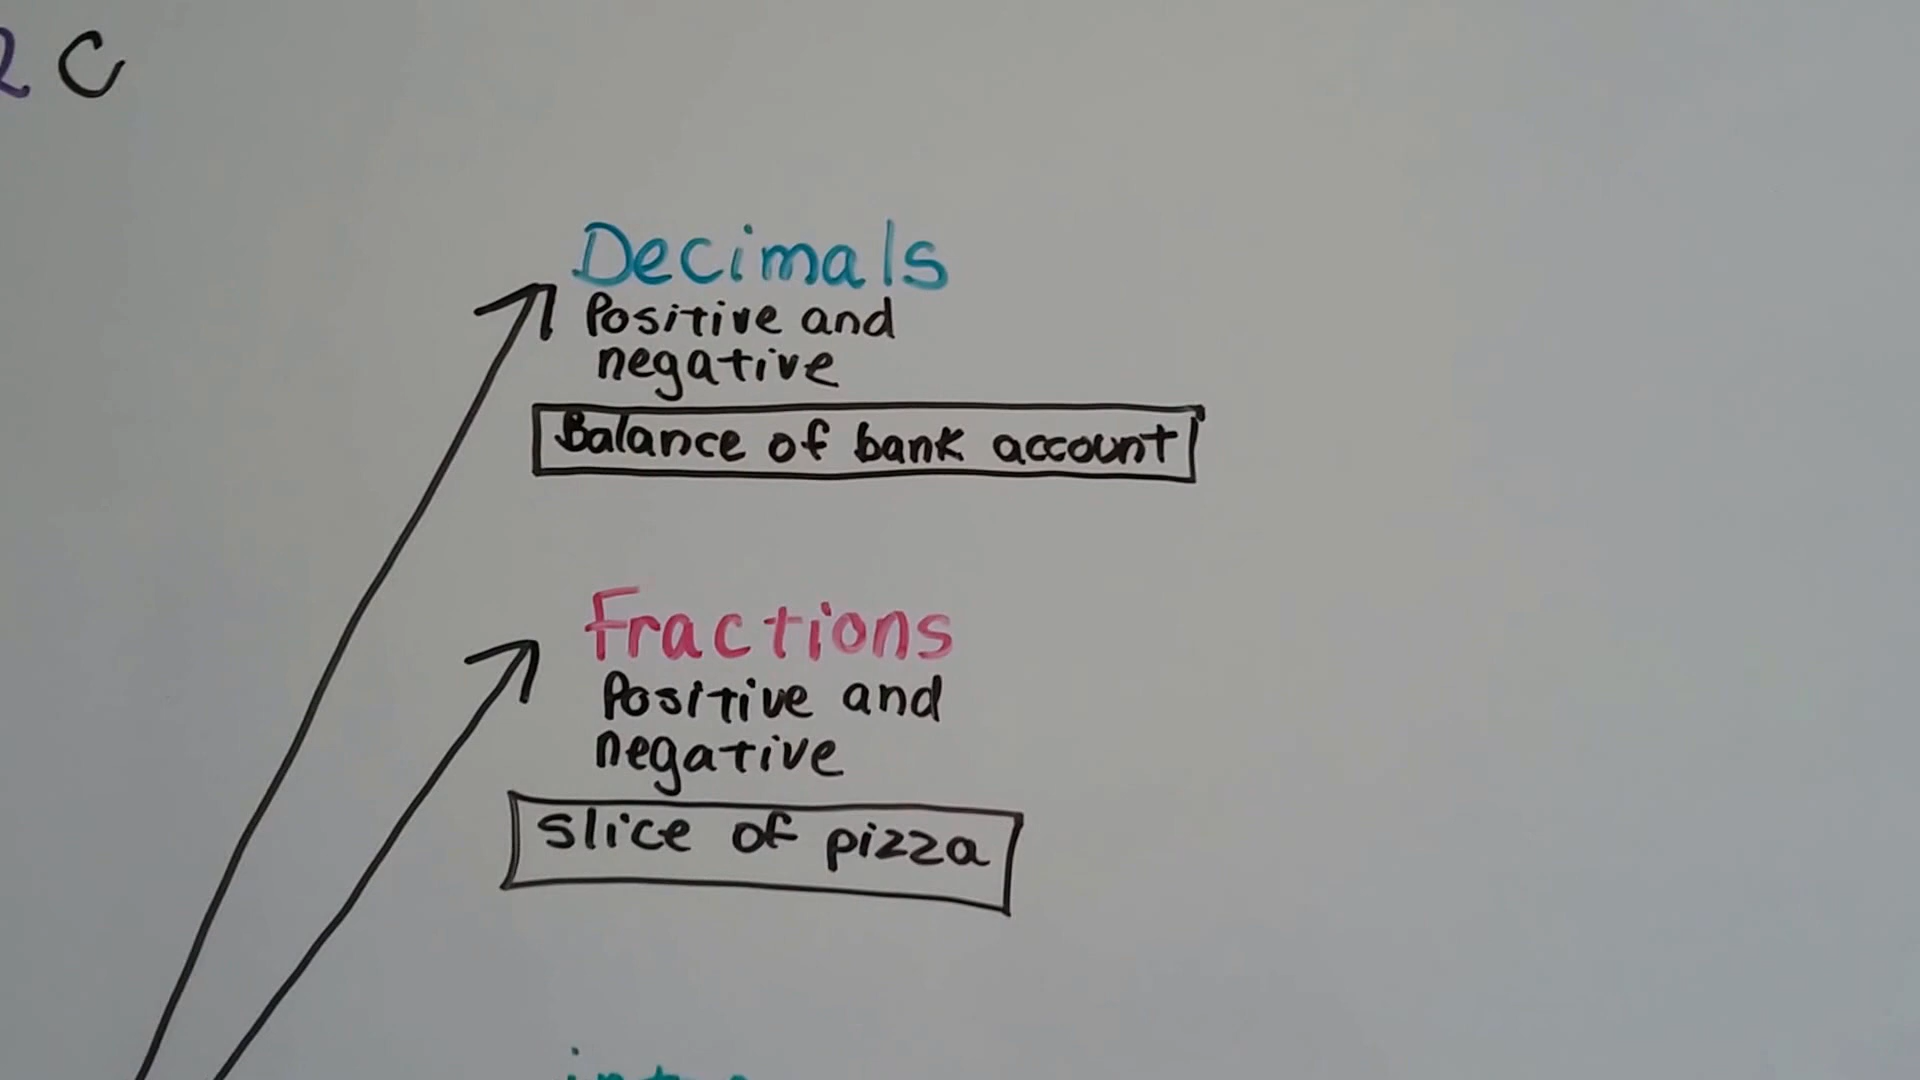 C
Decimals
Positive and
negative
Balance of bank account
Fractions
Positive and
negative
slice of pizza